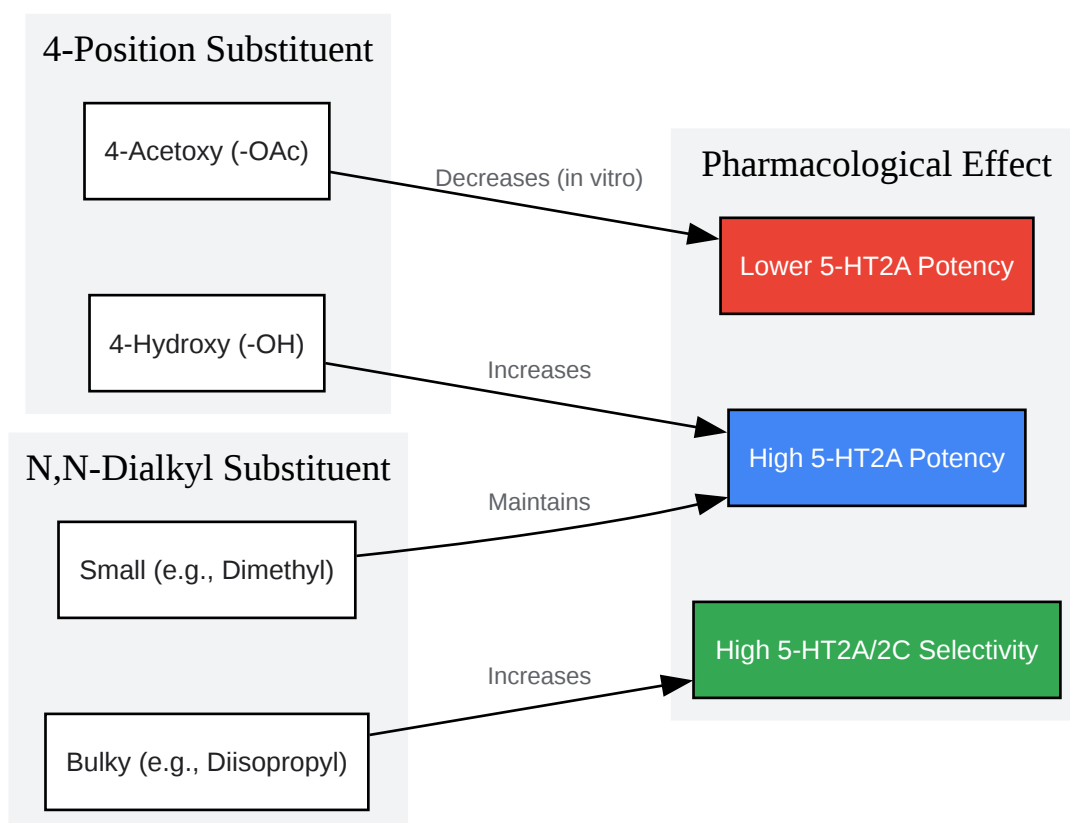 4-Position Substituent
4-Acetoxy (-OAc)
4-Hydroxy (-OH)
N,N-Dialkyl Substituent
Small (e.g., Dimethyl)
Bulky (e.g., Diisopropyl)
Decreases (in vitro)
Increases
Maintains
Increases
Pharmacological Effect
Lower 5-HT2A Potency
High 5-HT2A Potency
High 5-HT2A/2C Selectivity